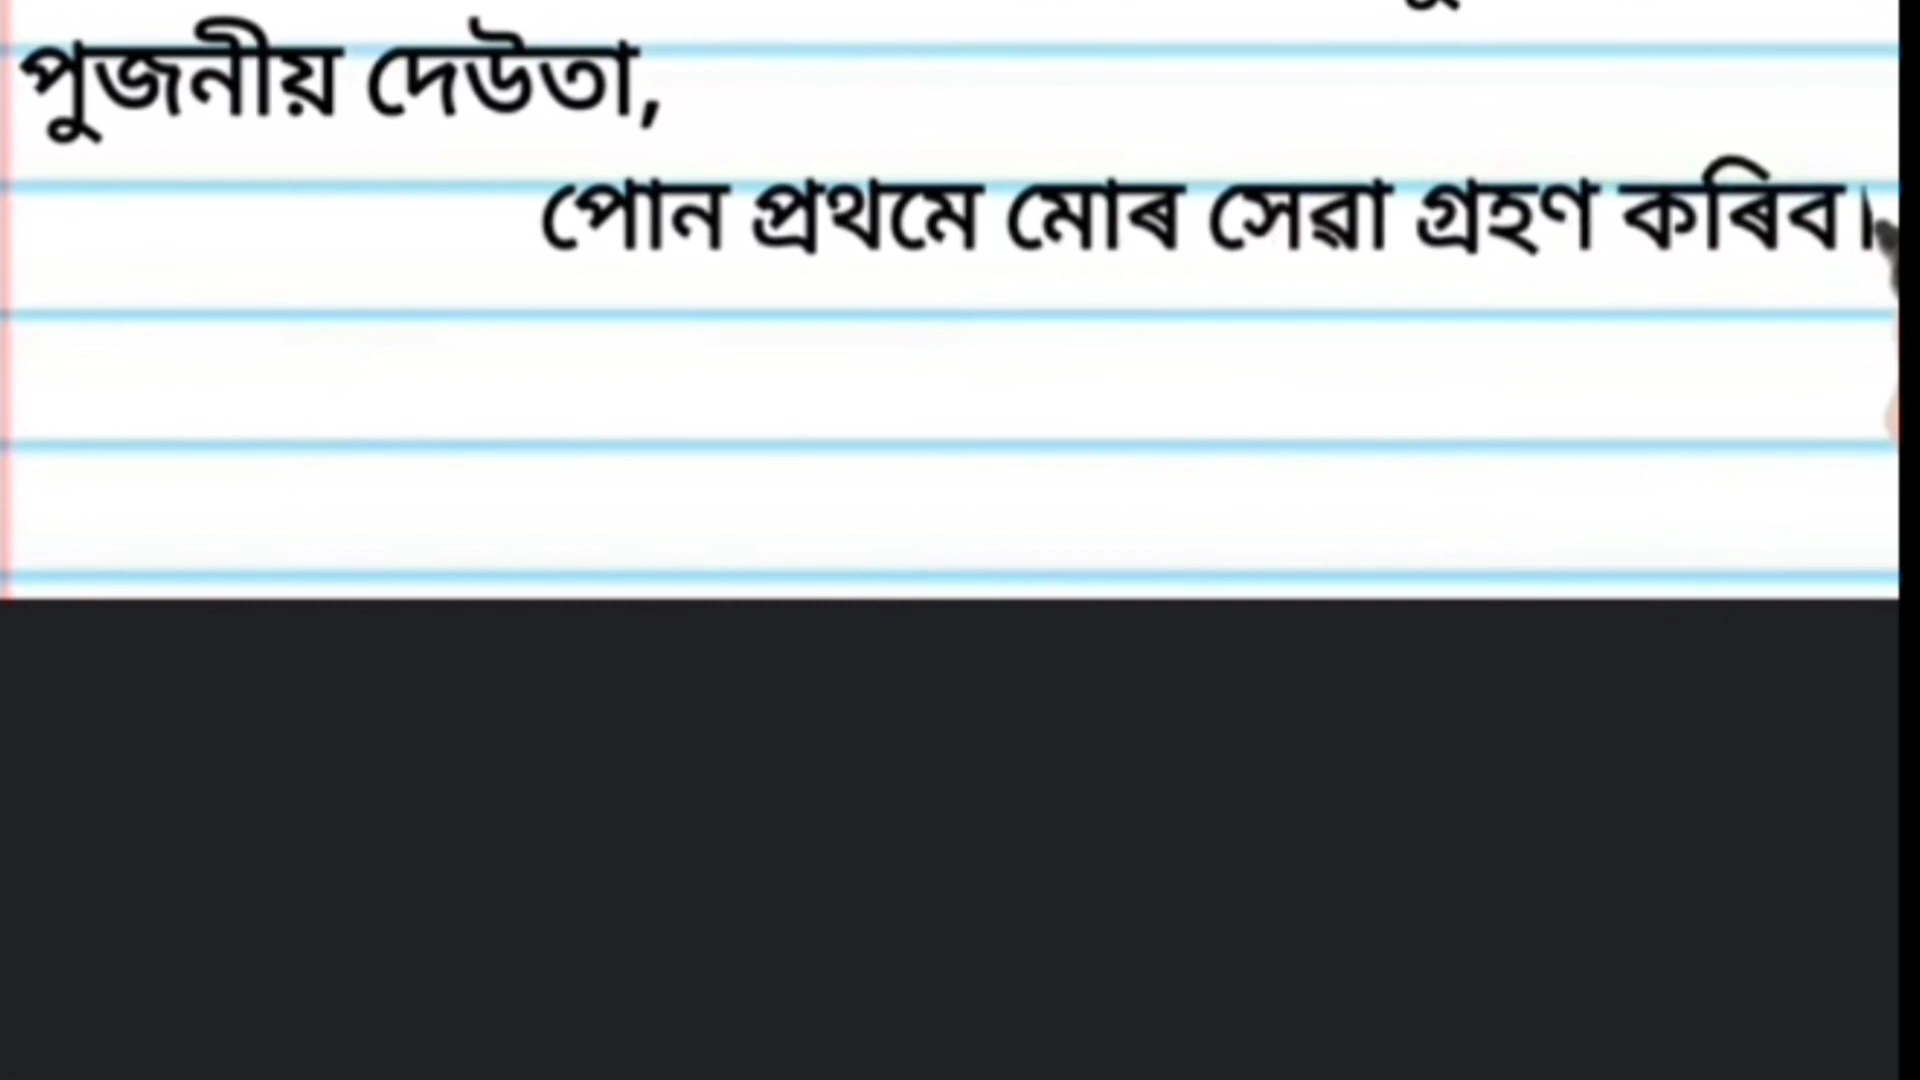 পুজনীয় দেউতা,
পোন প্ৰথমে মোৰ সেৱা গ্ৰহণ কৰিব।